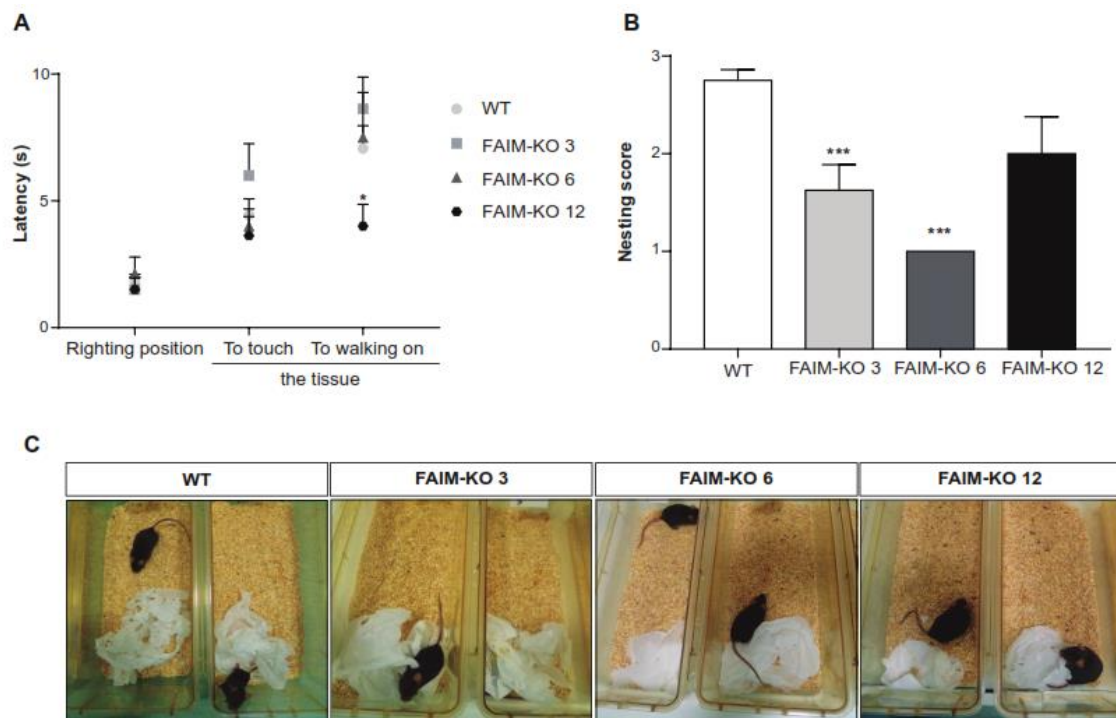 A
10
5
0
Latency (s)
*
Righting position
To touch
To walking on
the tissue
WT
FAIM-KO 3
FAIM-KO 6
FAIM-KO 12
B
3
2
1
0
Nesting score
***
***
WT
FAIM-KO 3
FAIM-KO 6
FAIM-KO 12
C
WT
FAIM-KO 3
FAIM-KO 6
FAIM-KO 12